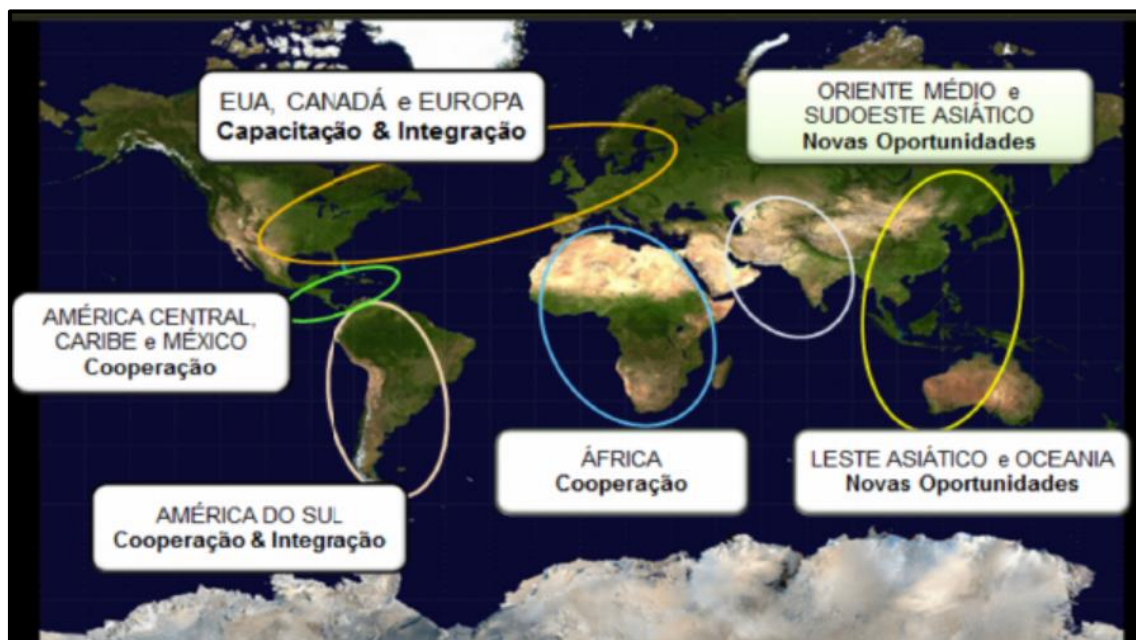 EUA, CANADÁ e EUROPA
Capacitação & Integração
ORIENTE MÉDIO e
SUDOESTE ASIÁTICO
Novas Oportunidades
AMÉRICA CENTRAL,
CARIBE e MÉXICO
Cooperação
ÁFRICA
Cooperação
LESTE ASIÁTICO e OCEANIA
Novas Oportunidades
AMÉRICA DO SUL
Cooperação & Integração